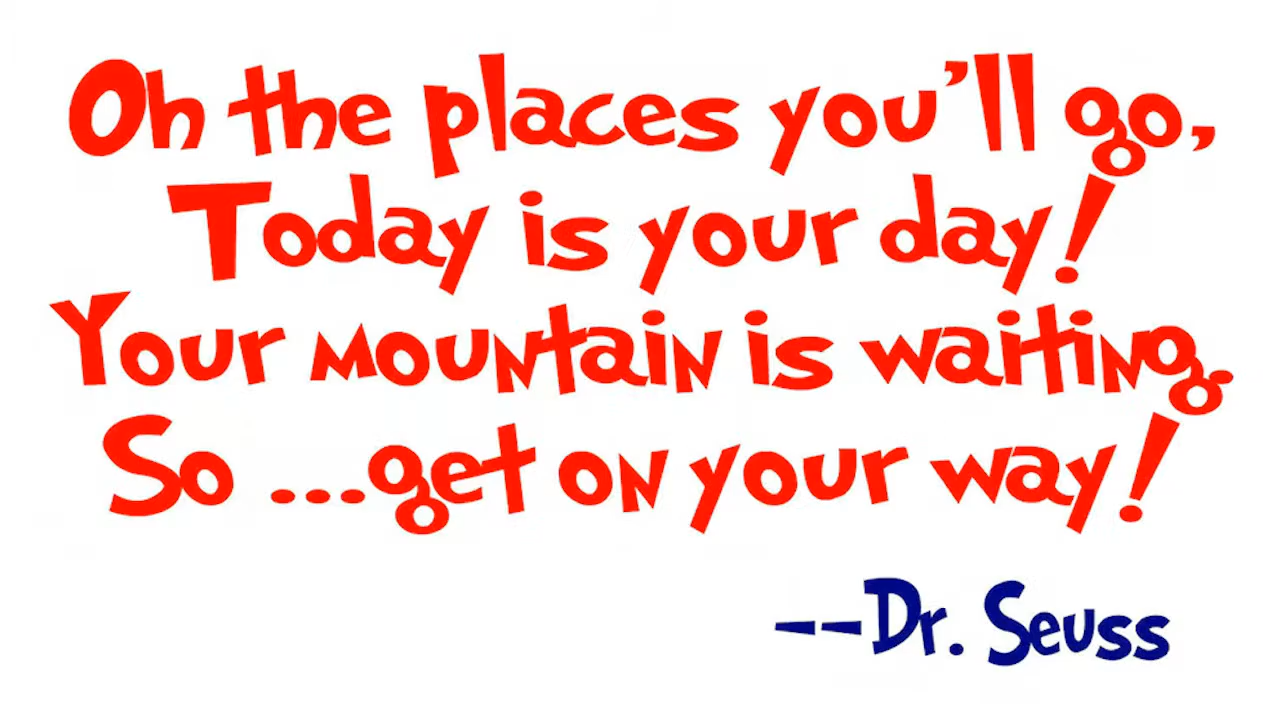 Oh the places you'll go,
Today is your day!
Your mountain is waiting.
So ...get on your way!
--Dr. Seuss